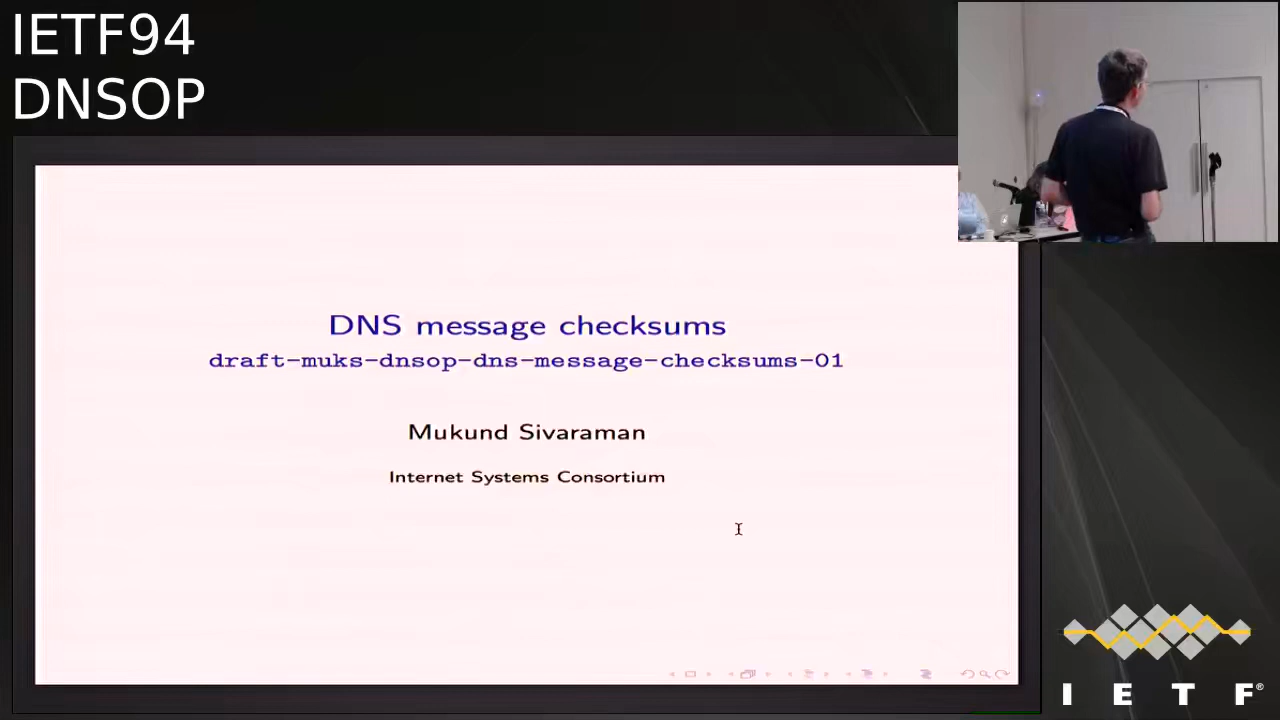 IETF94
DNSOP
DNS message checksums
draft-muks-dnsop-dns-message-checksums-01
Mukund Sivaraman
Internet Systems Consortium
I E T F®